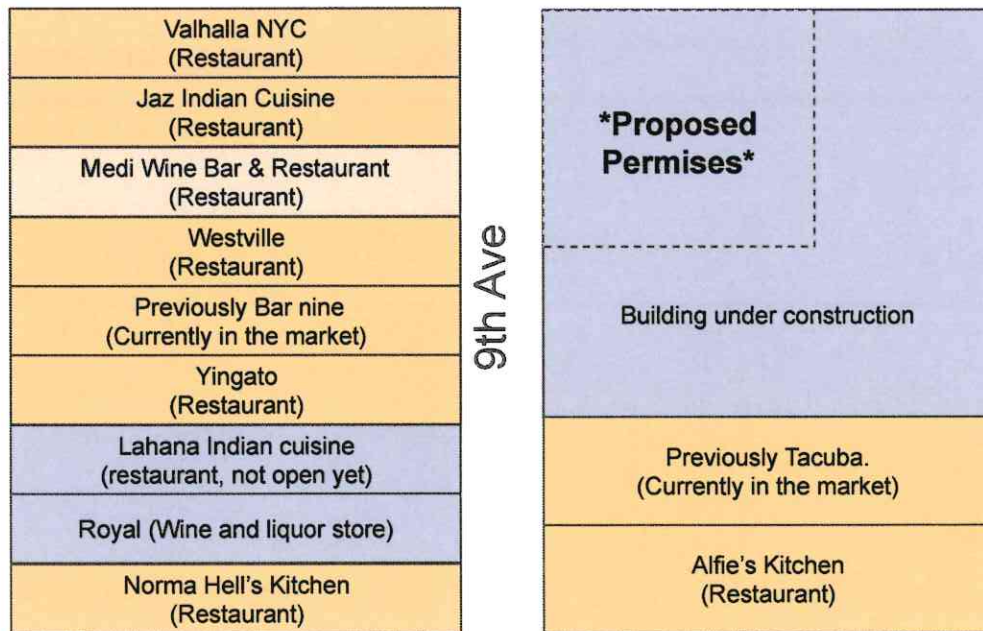 Valhalla NYC
(Restaurant)
Jaz Indian Cuisine
(Restaurant)
Medi Wine Bar & Restaurant
(Restaurant)
Westville
(Restaurant)
Previously Bar nine
(Currently in the market)
Yingato
(Restaurant)
Lahana Indian cuisine
(restaurant, not open yet)
Royal (Wine and liquor store)
Norma Hell's Kitchen
(Restaurant)
9th Ave
*Proposed
Permises*
Building under construction
Previously Tacuba.
(Currently in the market)
Alfie's Kitchen
(Restaurant)